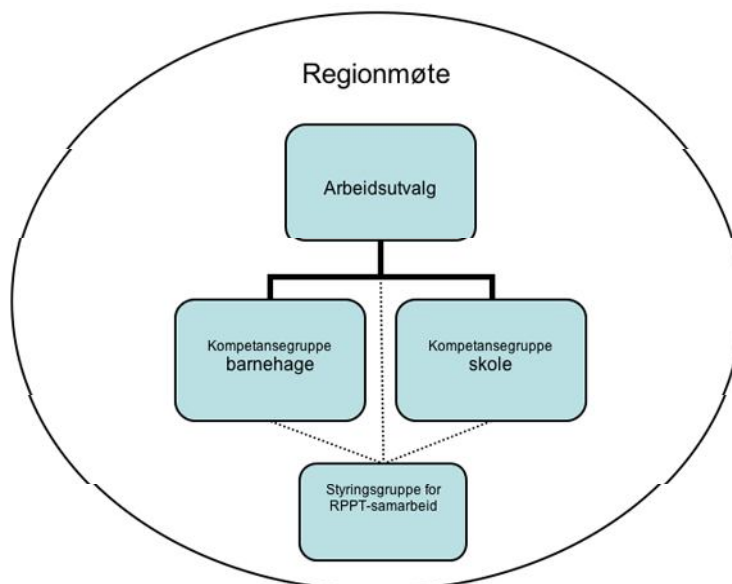 Regionmøte
Arbeidsutvalg
Kompetansegruppe
barnehage
Kompetansegruppe
skole
Styringsgruppe for
RPPT-samarbeid